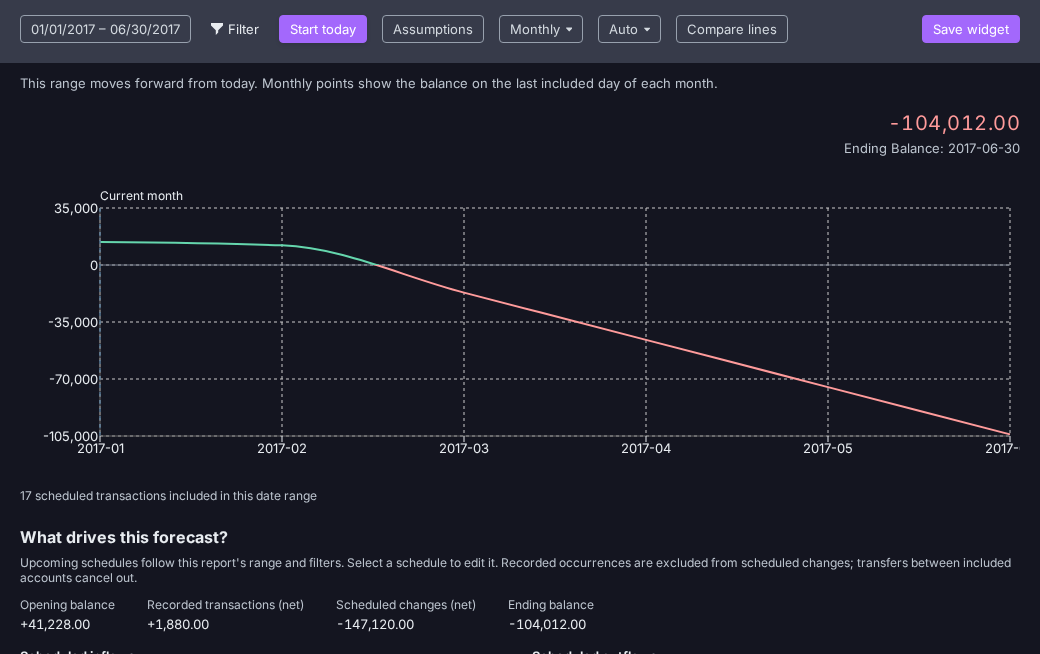 01/01/2017 – 06/30/2017 Filter Start today Assumptions Monthly Auto Compare lines Save widget
This range moves forward from today. Monthly points show the balance on the last included day of each month.
-104,012.00
Ending Balance: 2017-06-30
Current month
35,000
0
-35,000
-70,000
-105,000
2017-01 2017-02 2017-03 2017-04 2017-05 2017-
17 scheduled transactions included in this date range
What drives this forecast?
Upcoming schedules follow this report's range and filters. Select a schedule to edit it. Recorded occurrences are excluded from scheduled changes; transfers between included
accounts cancel out.
Opening balance Recorded transactions (net) Scheduled changes (net) Ending balance
+41,228.00 +1,880.00 -147,120.00 -104,012.00